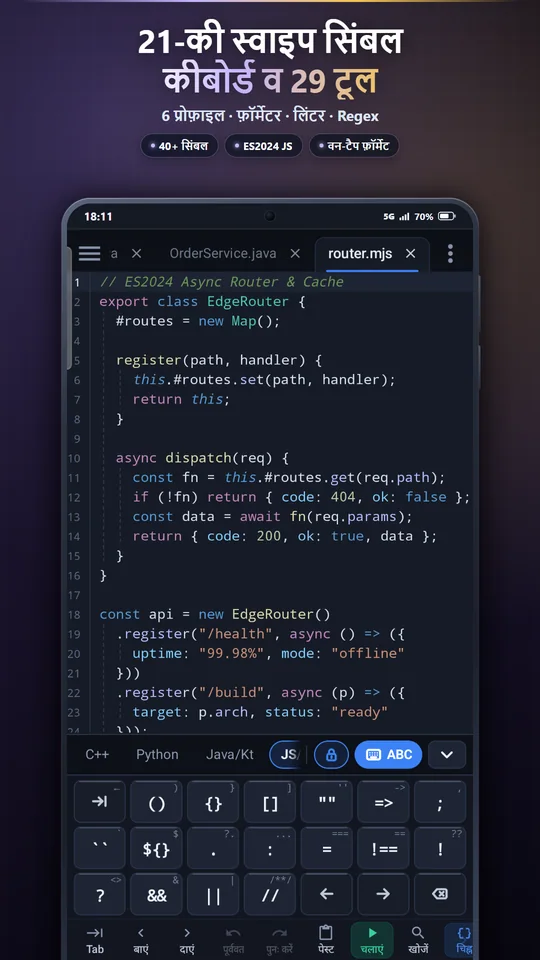 21-की स्वाइप सिंबल
कीबोर्ड व 29 टूल
6 प्रोफ़ाइल · फ़ॉर्मेटर · लिंटर · Regex
40+ सिंबल ES2024 JS वन-टैप फ़ॉर्मेट
18:11 5G 70%
a × OrderService.java × router.mjs ×
1 // ES2024 Async Router & Cache
2 export class EdgeRouter {
3 #routes = new Map();
4
5 register(path, handler) {
6 this.#routes.set(path, handler);
7 return this;
8 }
9
10 async dispatch(req) {
11 const fn = this.#routes.get(req.path);
12 if (!fn) return { code: 404, ok: false };
13 const data = await fn(req.params);
14 return { code: 200, ok: true, data };
15 }
16 }
17
18 const api = new EdgeRouter()
19 .register("/health", async () => ({
20 uptime: "99.98%", mode: "offline"
21 }))
22 .register("/build", async (p) => ({
23 target: p.arch, status: "ready"
24 }));
C++ Python Java/Kt JS/ ABC
← ) } ] '' -> ,
() {} [] "" => ;
$ ?. ... === == ??
`` ${} . : = !== !
<> & | /**/
? && || // ← →
Tab बाएं दाएं पूर्ववत पुनः करें पेस्ट चलाएं खोजें चिह्न